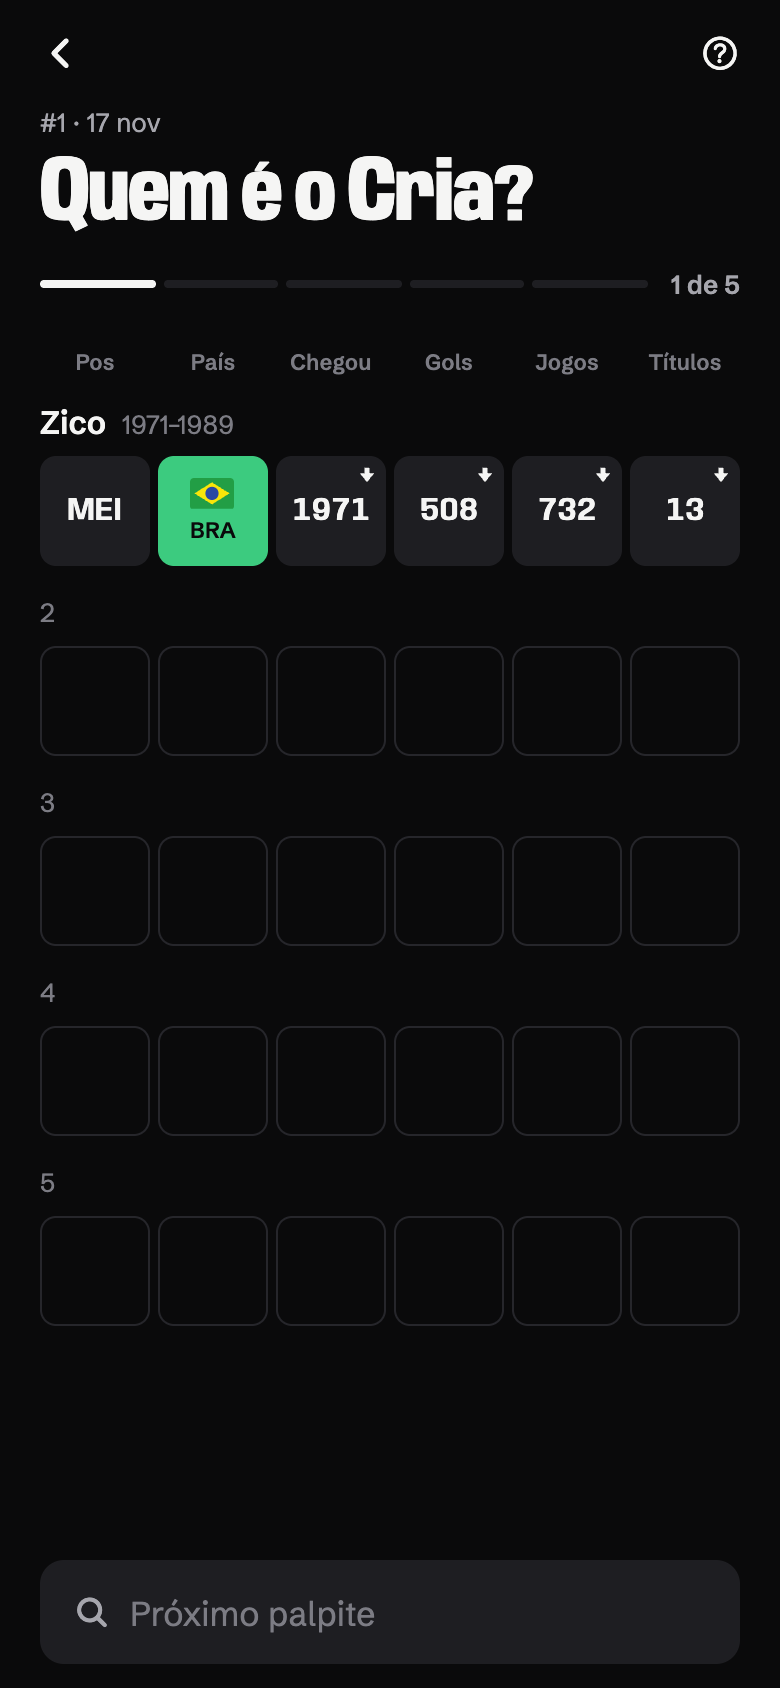 #1 · 17 nov
Quem é o Cria?
1 de 5
Pos País Chegou Gols Jogos Títulos
Zico 1971–1989
MEI BRA 1971 508 732 13
2
3
4
5
Próximo palpite